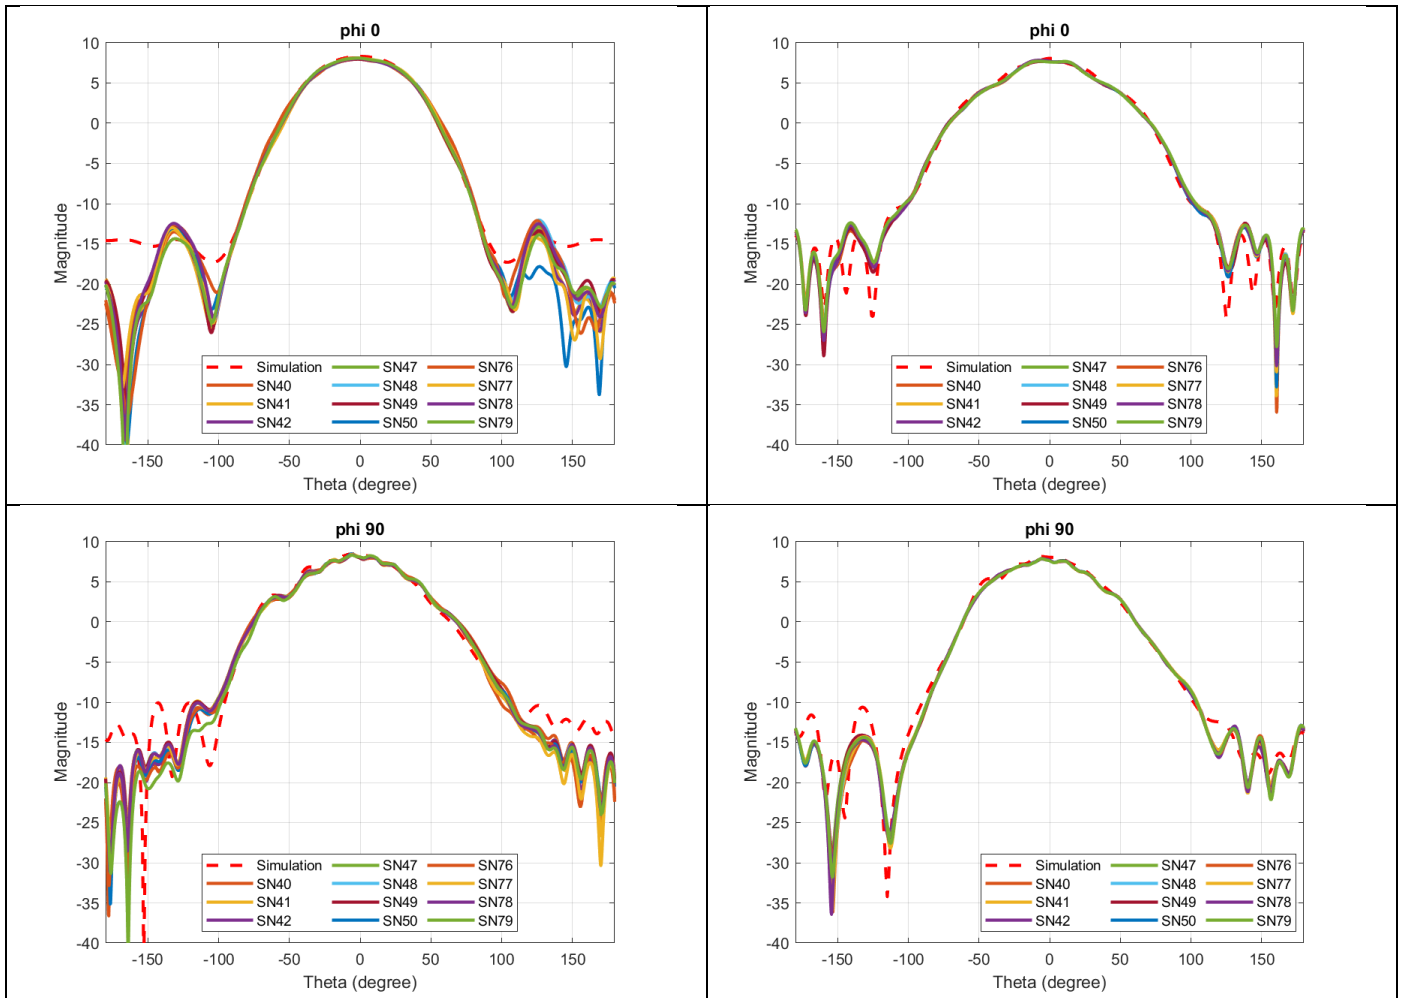 phi 0
10
5
0
-5
-10
-15
-20
-25
-30
-35
-40
Magnitude
Simulation SN47 SN76
SN40 SN48 SN77
SN41 SN49 SN78
SN42 SN50 SN79
-150 -100 -50 0 50 100 150
Theta (degree)
phi 0
10
5
0
-5
-10
-15
-20
-25
-30
-35
-40
Magnitude
Simulation SN47 SN76
SN40 SN48 SN77
SN41 SN49 SN78
SN42 SN50 SN79
-150 -100 -50 0 50 100 150
Theta (degree)
phi 90
10
5
0
-5
-10
-15
-20
-25
-30
-35
-40
Magnitude
Simulation SN47 SN76
SN40 SN48 SN77
SN41 SN49 SN78
SN42 SN50 SN79
-150 -100 -50 0 50 100 150
Theta (degree)
phi 90
10
5
0
-5
-10
-15
-20
-25
-30
-35
-40
Magnitude
Simulation SN47 SN76
SN40 SN48 SN77
SN41 SN49 SN78
SN42 SN50 SN79
-150 -100 -50 0 50 100 150
Theta (degree)